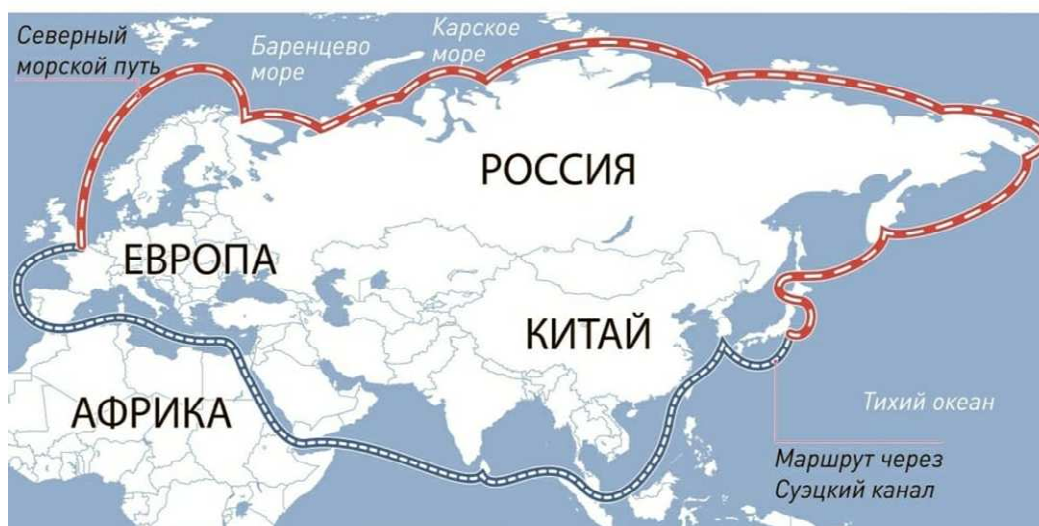 Северный
морской путь
Баренцево
море
Карское
море
РОССИЯ
ЕВРОПА
КИТАЙ
АФРИКА
Тихий океан
Маршрут через
Суэцкий канал